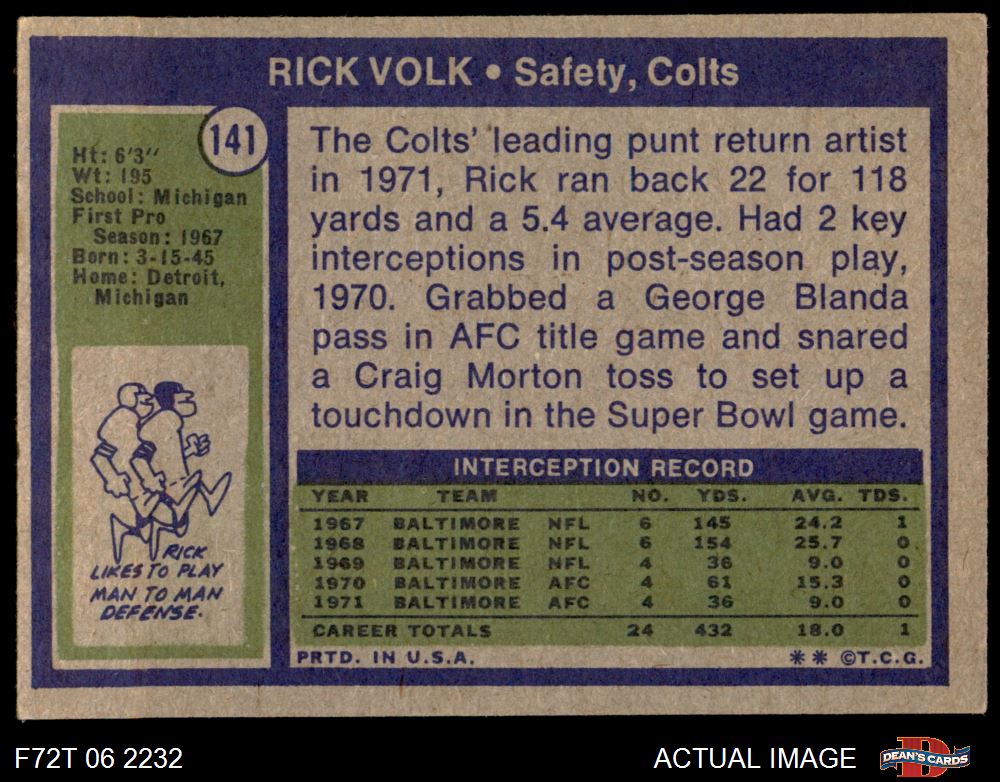 RICK VOLK • Safety, Colts
141
Ht: 6'3"
Wt: 195
School: Michigan
First Pro
Season: 1967
Born: 3-15-45
Home: Detroit,
Michigan
RICK
LIKES TO PLAY
MAN TO MAN
DEFENSE.
The Colts' leading punt return artist
in 1971, Rick ran back 22 for 118
yards and a 5.4 average. Had 2 key
interceptions in post-season play,
1970. Grabbed a George Blanda
pass in AFC title game and snared
a Craig Morton toss to set up a
touchdown in the Super Bowl game.
INTERCEPTION RECORD
YEAR TEAM NO. YDS. AVG. TDS.
1967 BALTIMORE NFL 6 145 24.2 1
1968 BALTIMORE NFL 6 154 25.7 0
1969 BALTIMORE NFL 4 36 9.0 0
1970 BALTIMORE AFC 4 61 15.3 0
1971 BALTIMORE AFC 4 36 9.0 0
CAREER TOTALS 24 432 18.0 1
PRTD. IN U.S.A. ** ©T.C.G.
F72T 06 2232 ACTUAL IMAGE D DEAN'S CARDS